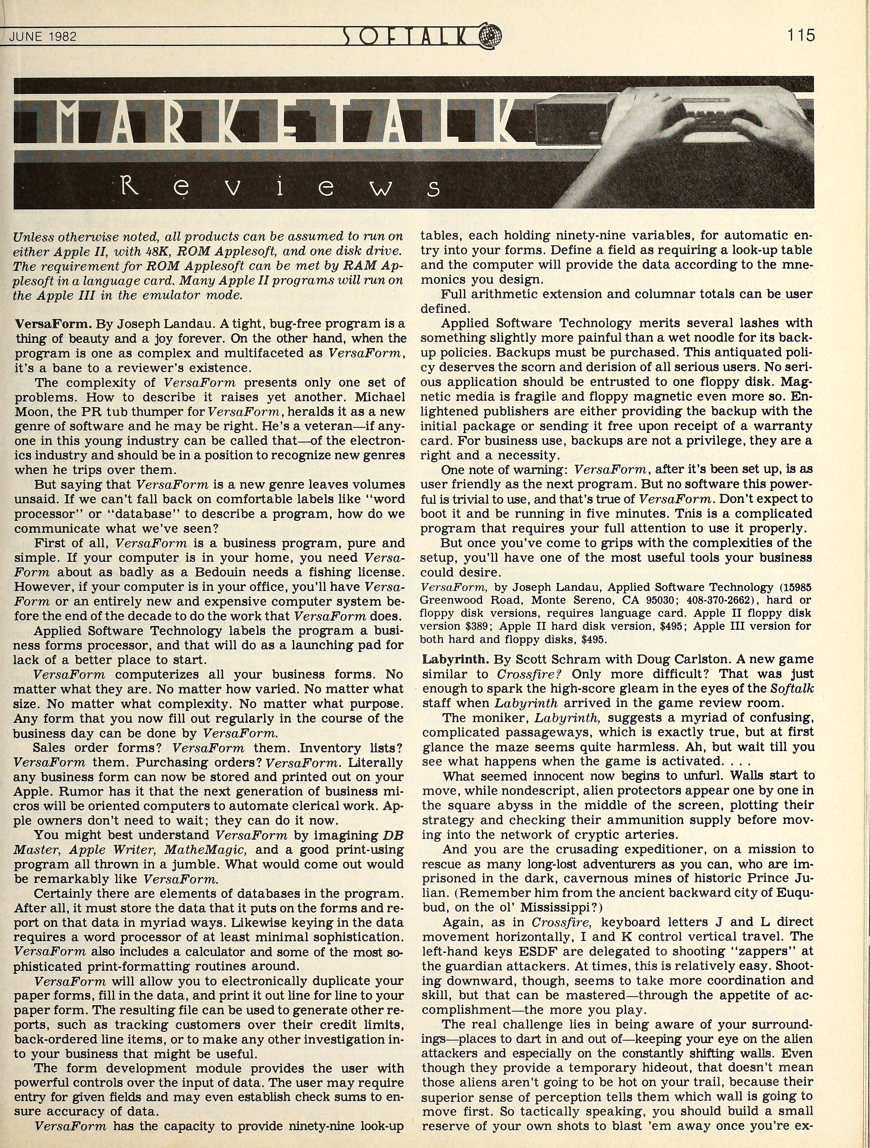 JUNE 1982
SOFTALK
115
MARKETALK
Reviews
Unless otherwise noted, all products can be assumed to run on
either Apple II, with 48K, ROM Applesoft, and one disk drive.
The requirement for ROM Applesoft can be met by RAM Ap-
plesoft in a language card. Many Apple II programs will run on
the Apple III in the emulator mode.
VersaForm. By Joseph Landau. A tight, bug-free program is a
thing of beauty and a joy forever. On the other hand, when the
program is one as complex and multifaceted as VersaForm,
it's a bane to a reviewer's existence.
The complexity of VersaForm presents only one set of
problems. How to describe it raises yet another. Michael
Moon, the PR tub thumper for VersaForm, heralds it as a new
genre of software and he may be right. He's a veteran—if any-
one in this young industry can be called that—of the electron-
ics industry and should be in a position to recognize new genres
when he trips over them.
But saying that VersaForm is a new genre leaves volumes
unsaid. If we can't fall back on comfortable labels like "word
processor" or "database" to describe a program, how do we
communicate what we've seen?
First of all, VersaForm is a business program, pure and
simple. If your computer is in your home, you need Versa-
Form about as badly as a Bedouin needs a fishing license.
However, if your computer is in your office, you'll have Versa-
Form or an entirely new and expensive computer system be-
fore the end of the decade to do the work that VersaForm does.
Applied Software Technology labels the program a busi-
ness forms processor, and that will do as a launching pad for
lack of a better place to start.
VersaForm computerizes all your business forms. No
matter what they are. No matter how varied. No matter what
size. No matter what complexity. No matter what purpose.
Any form that you now fill out regularly in the course of the
business day can be done by VersaForm.
Sales order forms? VersaForm them. Inventory lists?
VersaForm them. Purchasing orders? VersaForm. Literally
any business form can now be stored and printed out on your
Apple. Rumor has it that the next generation of business mi-
cros will be oriented computers to automate clerical work. Ap-
ple owners don't need to wait; they can do it now.
You might best understand VersaForm by imagining DB
Master, Apple Writer, MatheMagic, and a good print-using
program all thrown in a jumble. What would come out would
be remarkably like VersaForm.
Certainly there are elements of databases in the program.
After all, it must store the data that it puts on the forms and re-
port on that data in myriad ways. Likewise keying in the data
requires a word processor of at least minimal sophistication.
VersaForm also includes a calculator and some of the most so-
phisticated print-formatting routines around.
VersaForm will allow you to electronically duplicate your
paper forms, fill in the data, and print it out line for line to your
paper form. The resulting file can be used to generate other re-
ports, such as tracking customers over their credit limits,
back-ordered line items, or to make any other investigation in-
to your business that might be useful.
The form development module provides the user with
powerful controls over the input of data. The user may require
entry for given fields and may even establish check sums to en-
sure accuracy of data.
VersaForm has the capacity to provide ninety-nine look-up
tables, each holding ninety-nine variables, for automatic en-
try into your forms. Define a field as requiring a look-up table
and the computer will provide the data according to the mne-
monics you design.
Full arithmetic extension and columnar totals can be user
defined.
Applied Software Technology merits several lashes with
something slightly more painful than a wet noodle for its back-
up policies. Backups must be purchased. This antiquated poli-
cy deserves the scorn and derision of all serious users. No seri-
ous application should be entrusted to one floppy disk. Mag-
netic media is fragile and floppy magnetic even more so. En-
lightened publishers are either providing the backup with the
initial package or sending it free upon receipt of a warranty
card. For business use, backups are not a privilege, they are a
right and a necessity.
One note of warning: VersaForm, after it's been set up, is as
user friendly as the next program. But no software this power-
ful is trivial to use, and that's true of VersaForm. Don't expect to
boot it and be running in five minutes. This is a complicated
program that requires your full attention to use it properly.
But once you've come to grips with the complexities of the
setup, you'll have one of the most useful tools your business
could desire.
VersaForm, by Joseph Landau, Applied Software Technology (15985
Greenwood Road, Monte Sereno, CA 95030; 408-370-2662), hard or
floppy disk versions, requires language card. Apple II floppy disk
version $389; Apple II hard disk version, $495; Apple III version for
both hard and floppy disks, $495.
Labyrinth. By Scott Schram with Doug Carlston. A new game
similar to Crossfire? Only more difficult? That was just
enough to spark the high-score gleam in the eyes of the Softalk
staff when Labyrinth arrived in the game review room.
The moniker, Labyrinth, suggests a myriad of confusing,
complicated passageways, which is exactly true, but at first
glance the maze seems quite harmless. Ah, but wait till you
see what happens when the game is activated. . . .
What seemed innocent now begins to unfurl. Walls start to
move, while nondescript, alien protectors appear one by one in
the square abyss in the middle of the screen, plotting their
strategy and checking their ammunition supply before mov-
ing into the network of cryptic arteries.
And you are the crusading expeditioner, on a mission to
rescue as many long-lost adventurers as you can, who are im-
prisoned in the dark, cavernous mines of historic Prince Ju-
lian. (Remember him from the ancient backward city of Euqu-
bud, on the ol' Mississippi?)
Again, as in Crossfire, keyboard letters J and L direct
movement horizontally, I and K control vertical travel. The
left-hand keys ESDF are delegated to shooting "zappers" at
the guardian attackers. At times, this is relatively easy. Shoot-
ing downward, though, seems to take more coordination and
skill, but that can be mastered—through the appetite of ac-
complishment—the more you play.
The real challenge lies in being aware of your surround-
ings—places to dart in and out of—keeping your eye on the alien
attackers and especially on the constantly shifting walls. Even
though they provide a temporary hideout, that doesn't mean
those aliens aren't going to be hot on your trail, because their
superior sense of perception tells them which wall is going to
move first. So tactically speaking, you should build a small
reserve of your own shots to blast 'em away once you're ex-